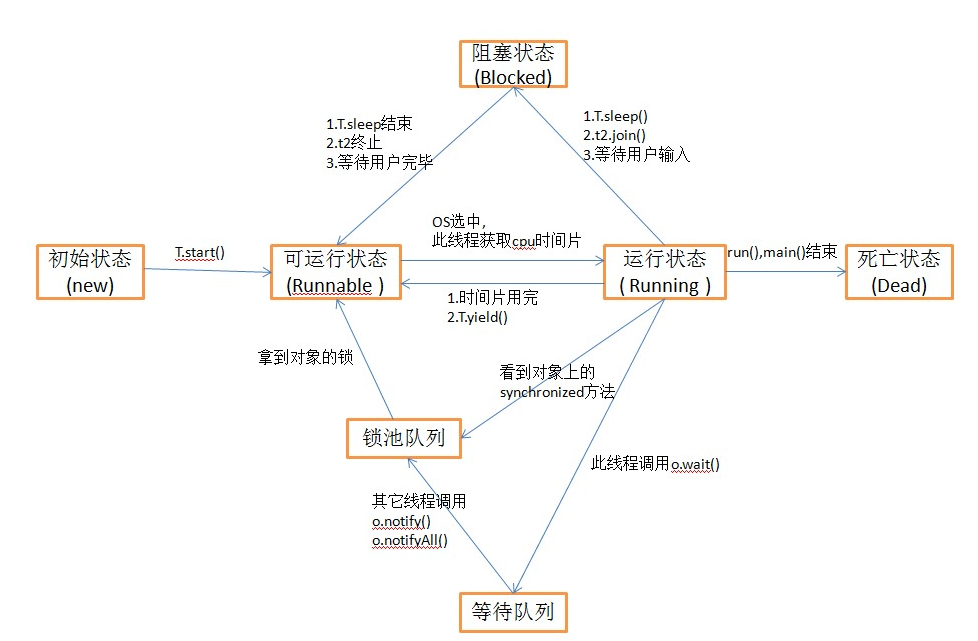 阻塞状态
(Blocked)
1.T.sleep结束
2.t2终止
3.等待用户完毕
1.T.sleep()
2.t2.join()
3.等待用户输入
初始状态
(new)
T.start()
可运行状态
(Runnable )
OS选中，
此线程获取cpu时间片
1.时间片用完
2.T.yield()
运行状态
( Running )
run(),main()结束
死亡状态
(Dead)
拿到对象的锁
看到对象上的
synchronized方法
锁池队列
此线程调用o.wait()
其它线程调用
o.notify()
o.notifyAll()
等待队列